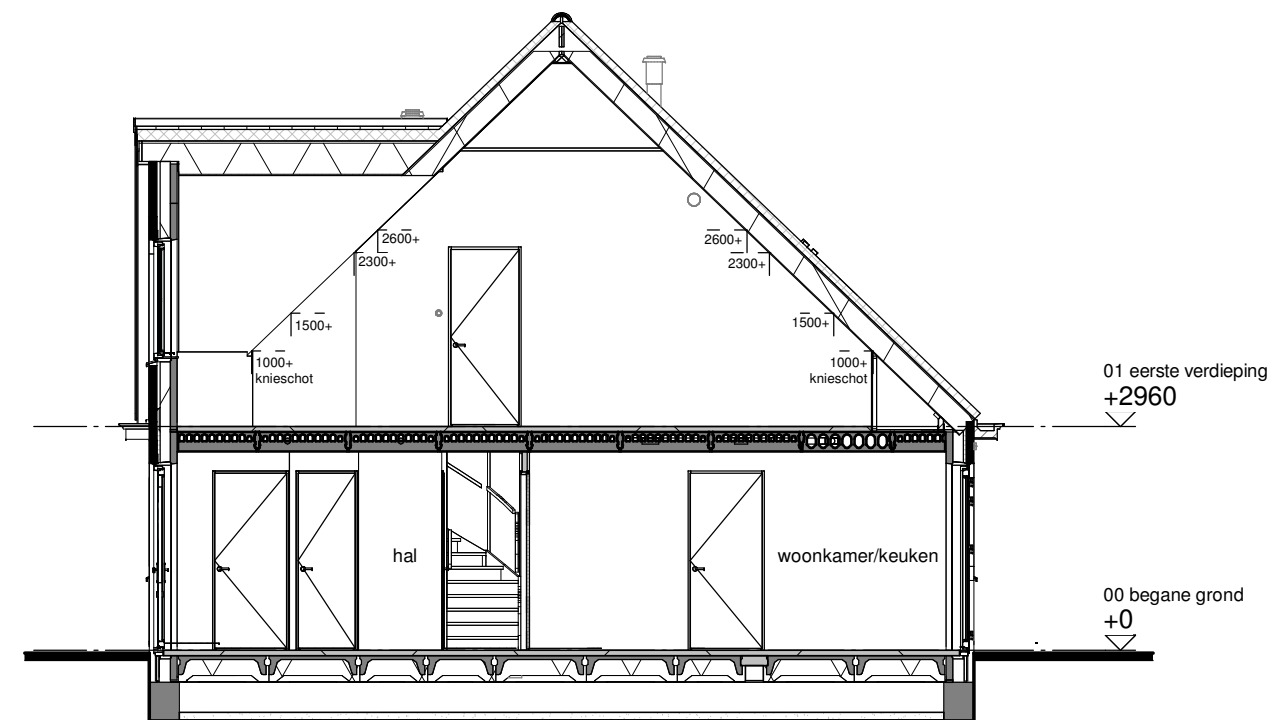 2600+
2300+
1500+
1000+
knieschot
2600+
2300+
1500+
1000+
knieschot
01 eerste verdieping
+2960
hal
woonkamer/keuken
00 begane grond
+0